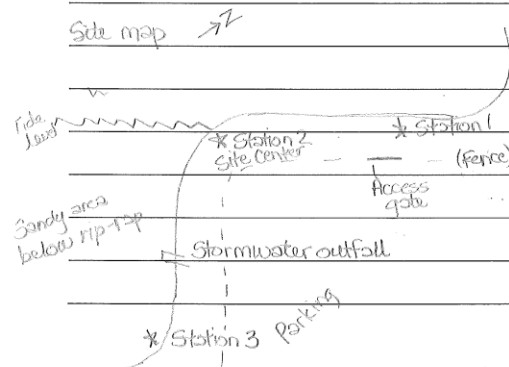 Site map
N
Tide
level
* Station 1
* Station 2
Site Center
(Fence)
Access
gate
Sandy area
below rip-rap
Stormwater outfall
Parking
* Station 3